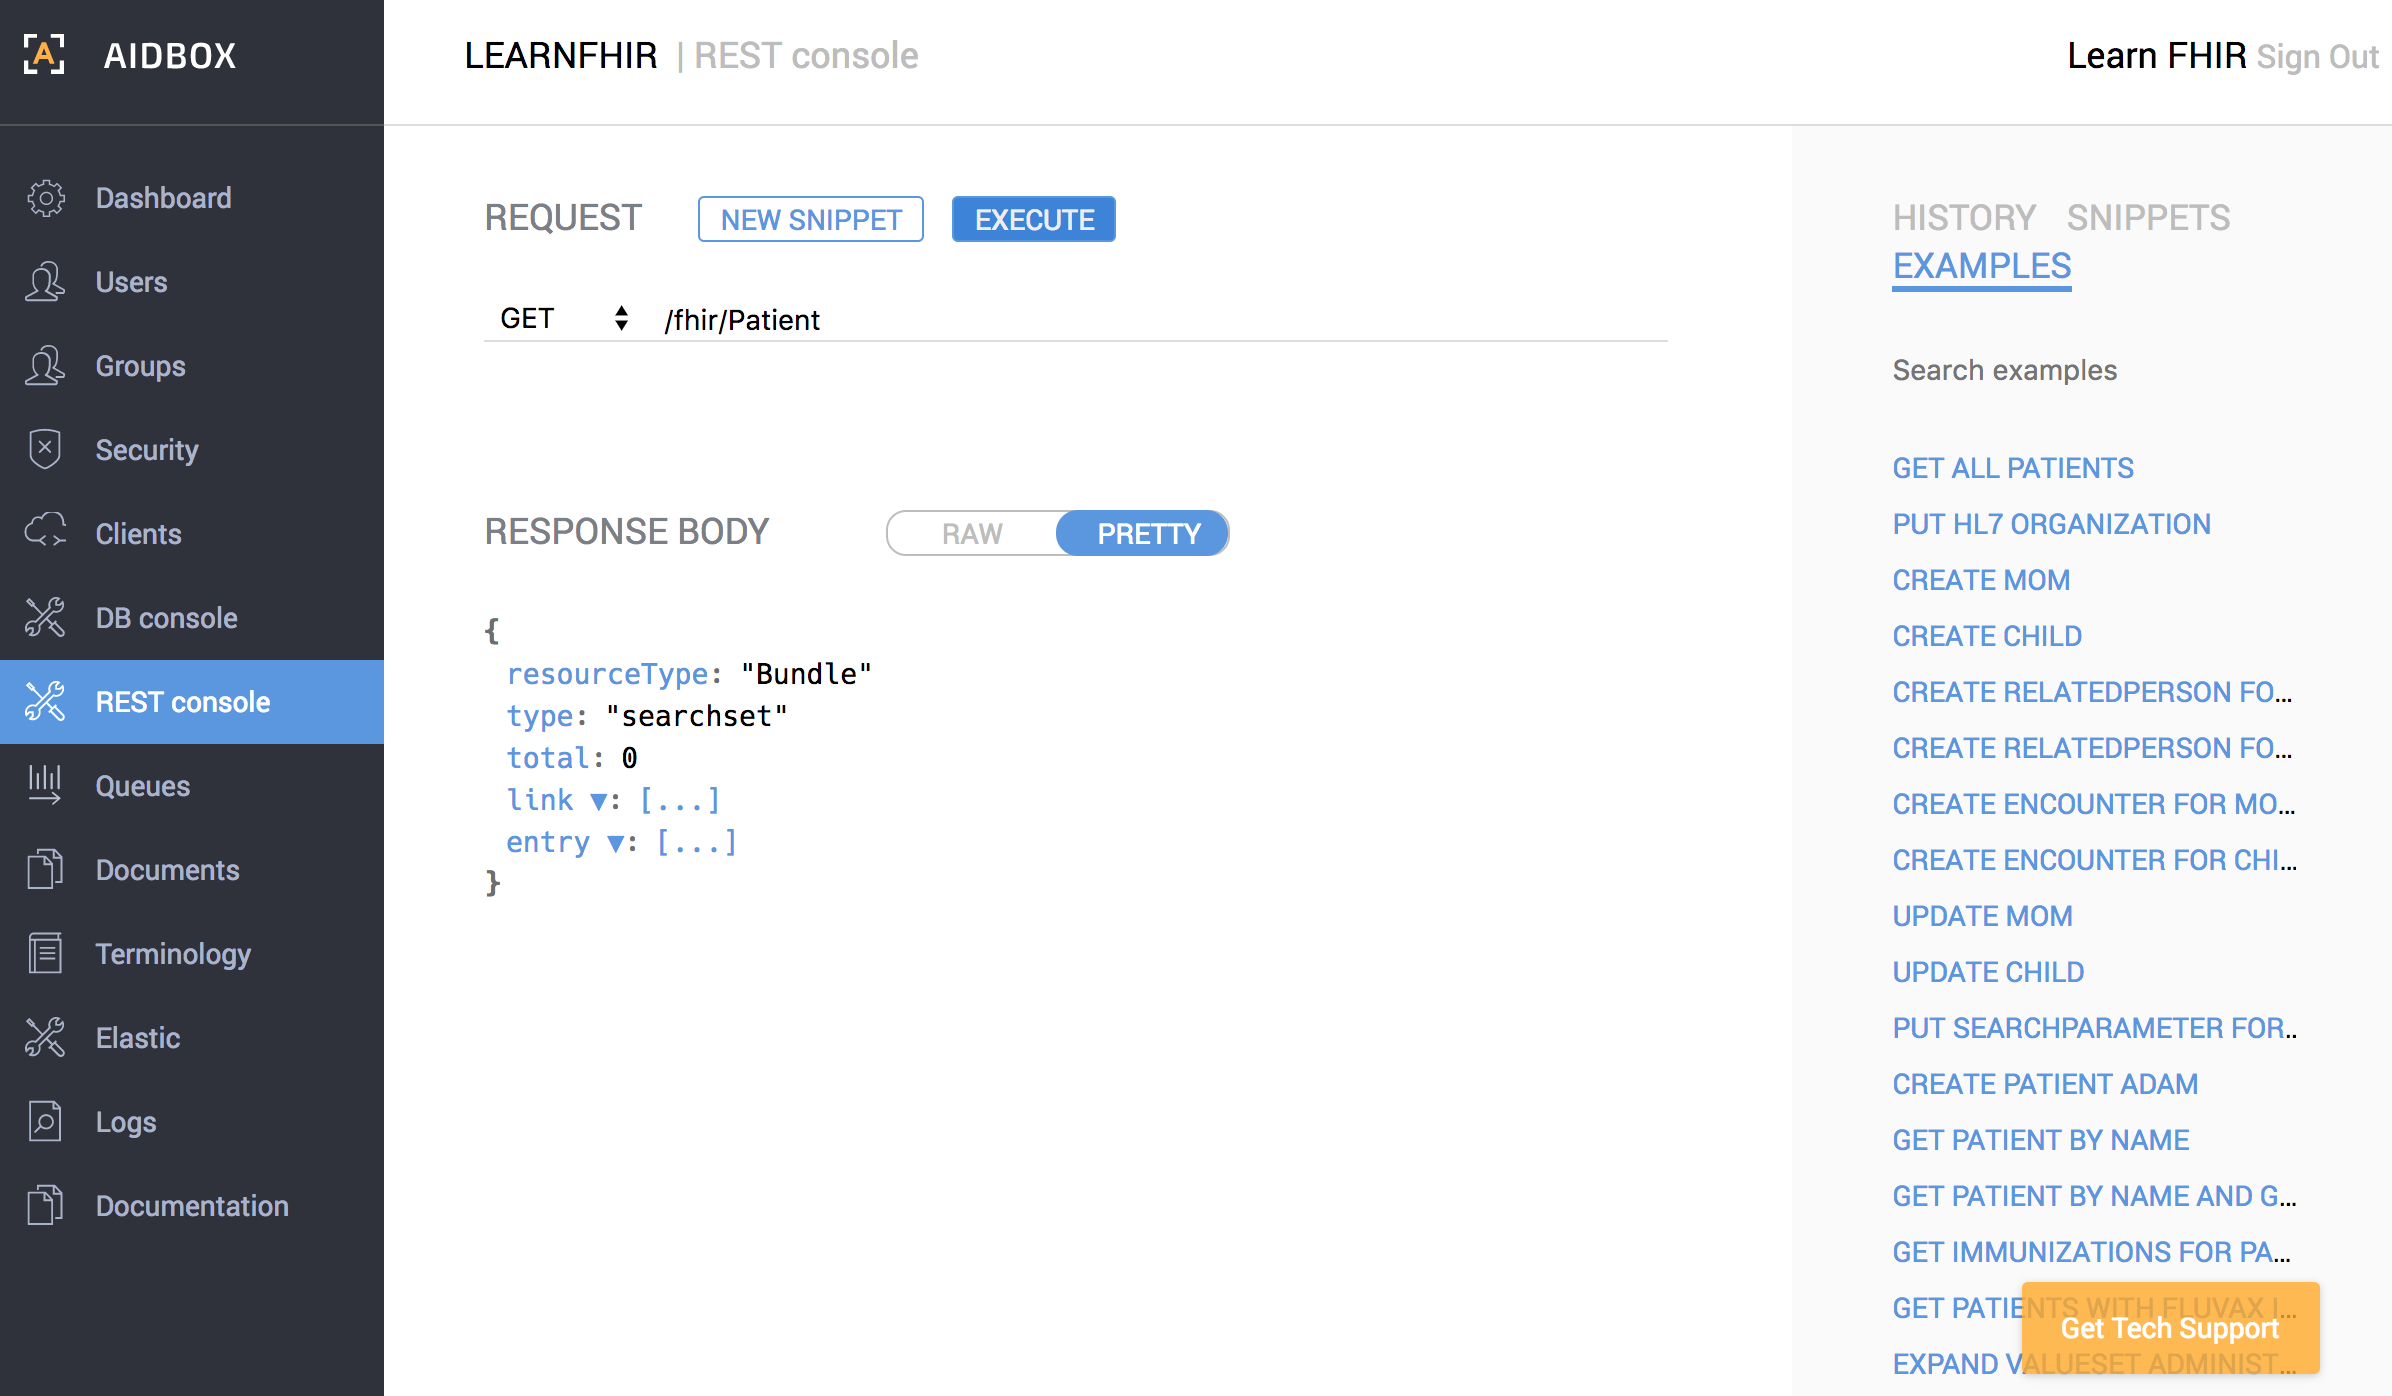 A AIDBOX
LEARNFHIR | REST console
Learn FHIR Sign Out
Dashboard
Users
Groups
Security
Clients
DB console
REST console
Queues
Documents
Terminology
Elastic
Logs
Documentation
REQUEST NEW SNIPPET EXECUTE
GET /fhir/Patient
RESPONSE BODY RAW PRETTY
{
resourceType: "Bundle"
type: "searchset"
total: 0
link ▼: [...]
entry ▼: [...]
}
HISTORY SNIPPETS
EXAMPLES
Search examples
GET ALL PATIENTS
PUT HL7 ORGANIZATION
CREATE MOM
CREATE CHILD
CREATE RELATEDPERSON FO...
CREATE RELATEDPERSON FO...
CREATE ENCOUNTER FOR MO...
CREATE ENCOUNTER FOR CHI...
UPDATE MOM
UPDATE CHILD
PUT SEARCHPARAMETER FOR..
CREATE PATIENT ADAM
GET PATIENT BY NAME
GET PATIENT BY NAME AND G...
GET IMMUNIZATIONS FOR PA...
GET PATIENTS WITH FLUVAX I...
Get Tech Support
EXPAND VALUESET ADMINIST...